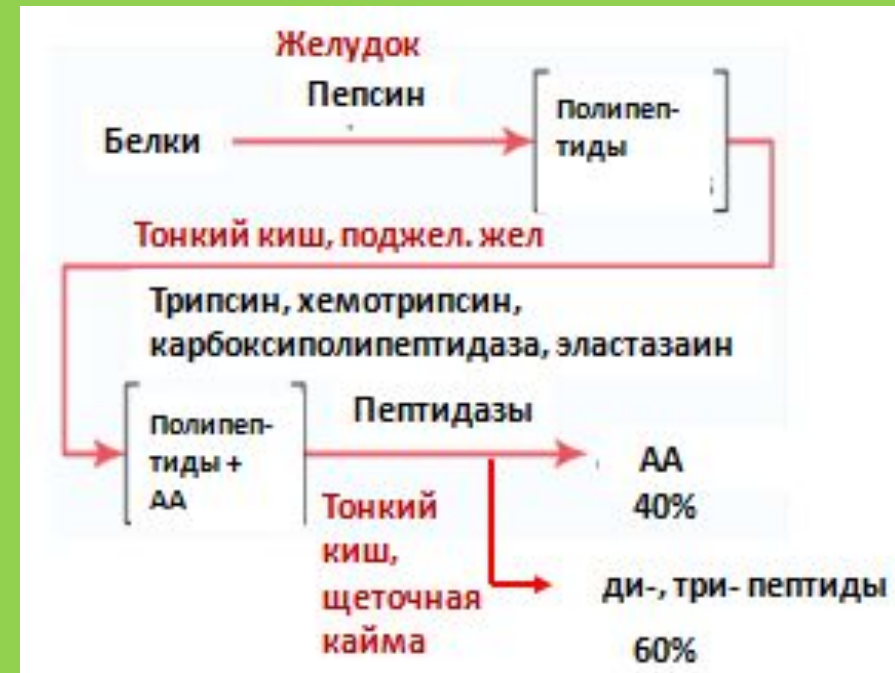 Желудок
Пепсин
Белки
Полипеп-
тиды
Тонкий киш, поджел. жел
Трипсин, хемотрипсин,
карбоксиполипептидаза, эластазаин
Полипеп-
тиды +
АА
Пептидазы
АА
40%
Тонкий
киш,
щеточная
кайма
ди-, три- пептиды
60%